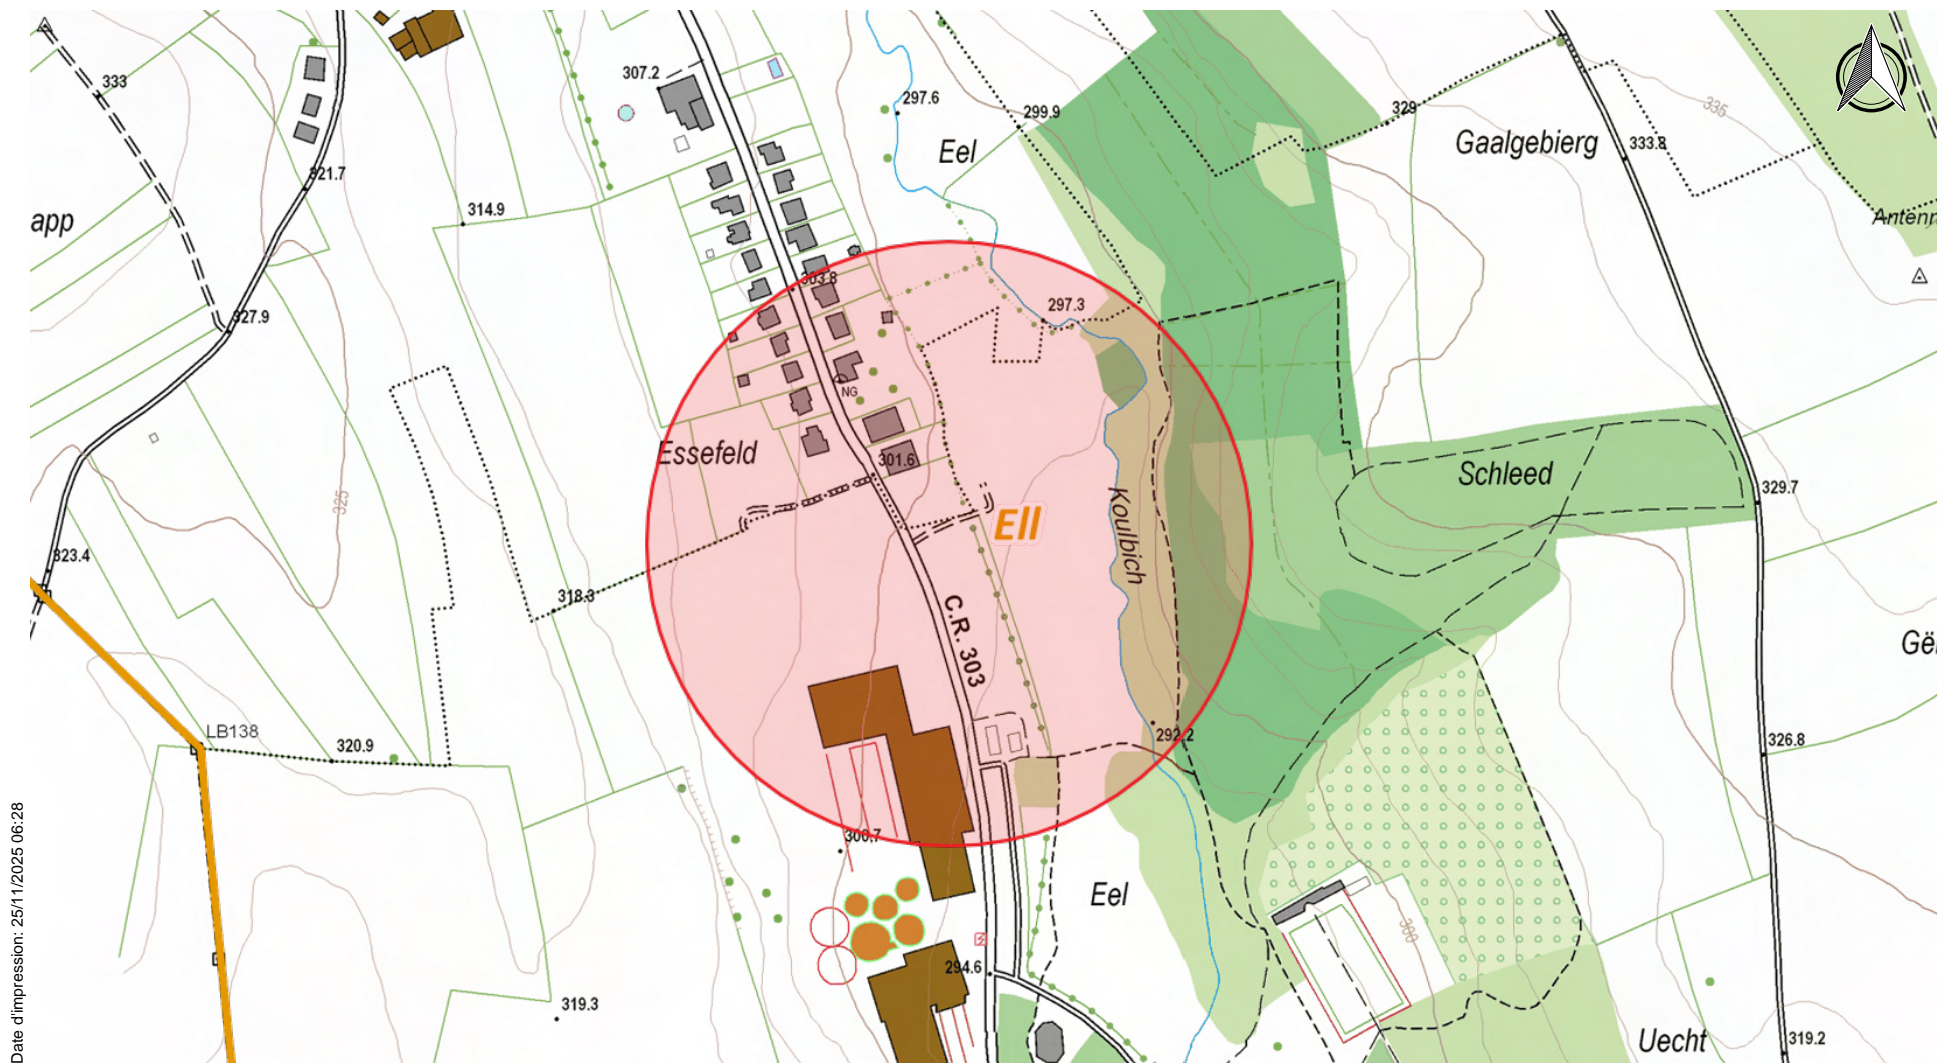 333
307.2
297.6
299.9
329
335
Eel
Gaalgebierg
333.8
321.7
314.9
app
Antenn
303.8
297.3
327.9
NG
Essefeld
301.6
Schleed
329.7
325
Koulbich
Ell
323.4
318.3
C.R. 303
LB138
320.9
292.2
326.8
Gë
300.7
Eel
300
294.6
319.3
Uecht
319.2
Date d'impression: 25/11/2025 06:28